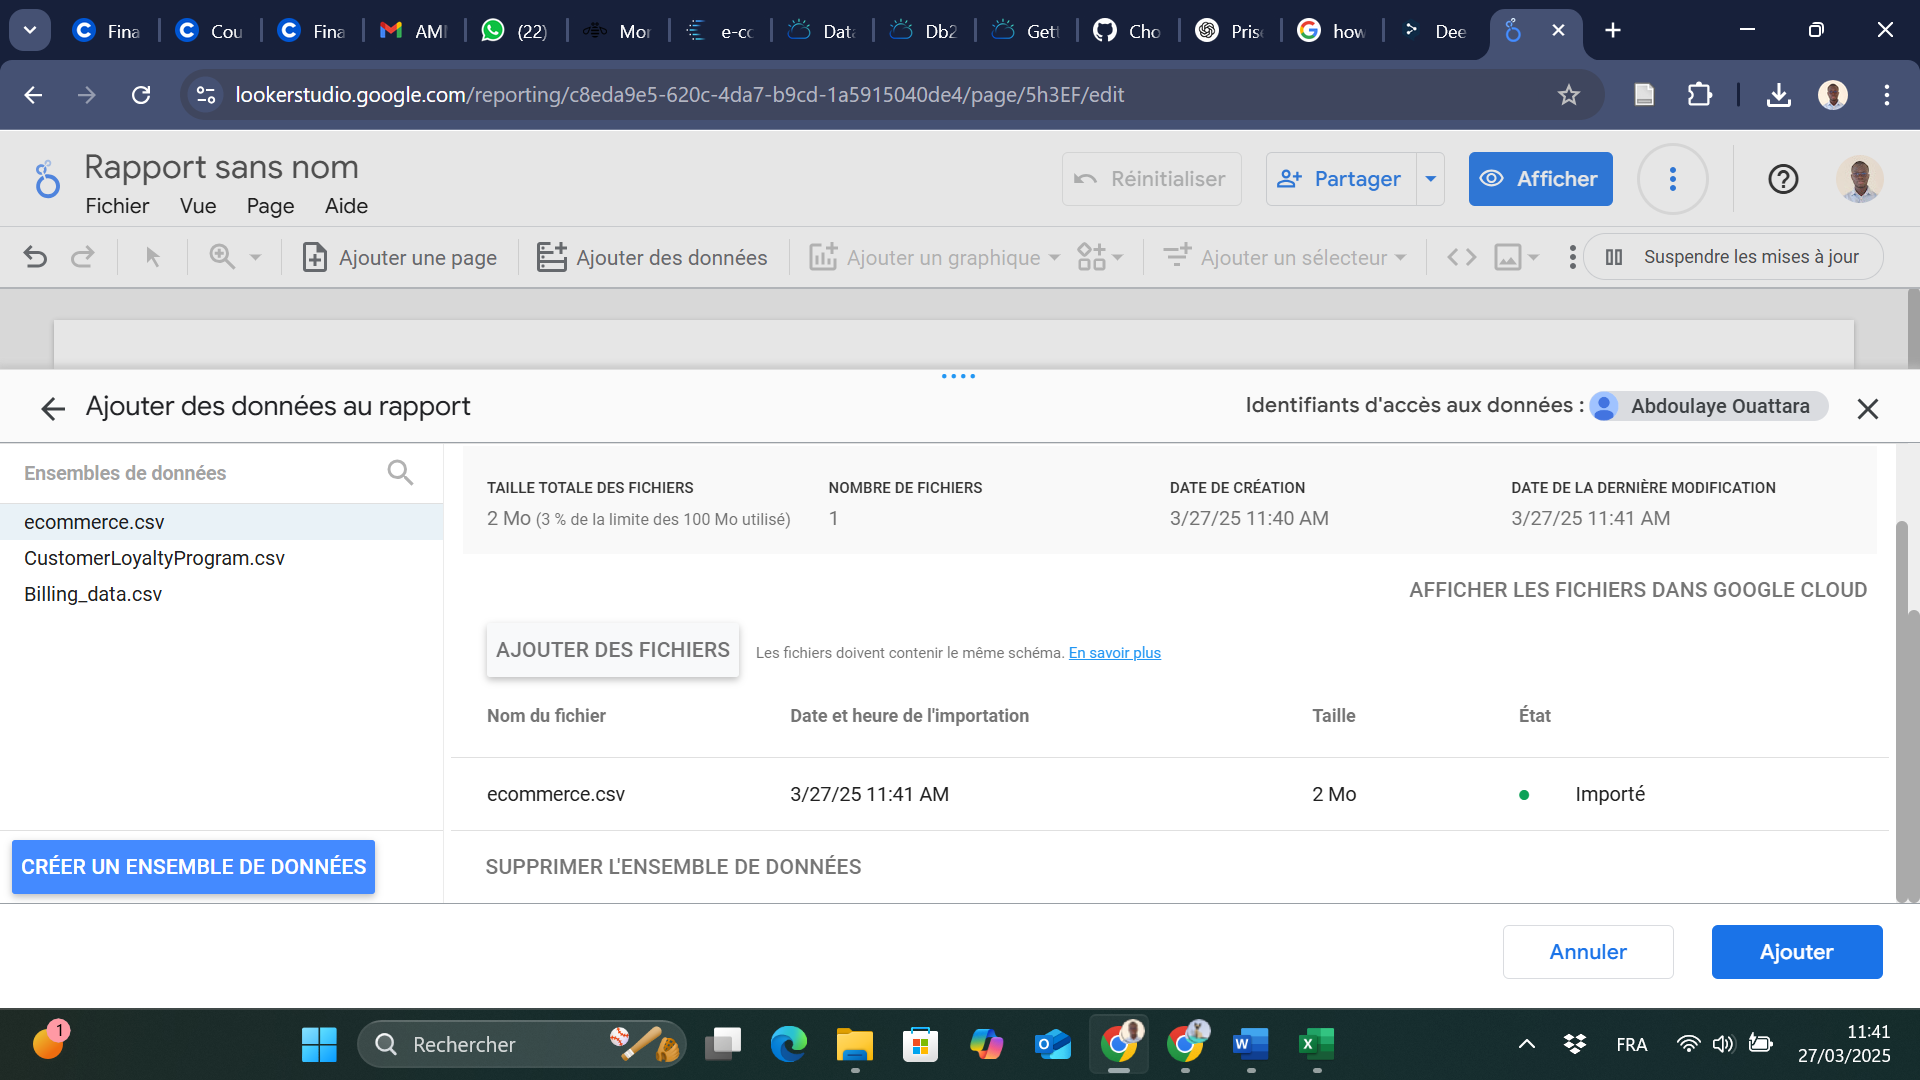 Fina
Cou
Fina
AMI
(22)
Mor
e-cc
Data
Db2
Gett
Cho
Prise
how
Dee
lookerstudio.google.com/reporting/c8eda9e5-620c-4da7-b9cd-1a5915040de4/page/5h3EF/edit
Rapport sans nom
Fichier Vue Page Aide
Réinitialiser
Partager
Afficher
Ajouter une page
Ajouter des données
Ajouter un graphique
Ajouter un sélecteur
Suspendre les mises à jour
Ajouter des données au rapport
Identifiants d'accès aux données :
Abdoulaye Ouattara
Ensembles de données
ecommerce.csv
CustomerLoyaltyProgram.csv
Billing_data.csv
CRÉER UN ENSEMBLE DE DONNÉES
TAILLE TOTALE DES FICHIERS
2 Mo (3 % de la limite des 100 Mo utilisé)
NOMBRE DE FICHIERS
1
DATE DE CRÉATION
3/27/25 11:40 AM
DATE DE LA DERNIÈRE MODIFICATION
3/27/25 11:41 AM
AFFICHER LES FICHIERS DANS GOOGLE CLOUD
AJOUTER DES FICHIERS
Les fichiers doivent contenir le même schéma. En savoir plus
Nom du fichier Date et heure de l'importation Taille État
ecommerce.csv 3/27/25 11:41 AM 2 Mo Importé
SUPPRIMER L'ENSEMBLE DE DONNÉES
Annuler
Ajouter
1
Rechercher
FRA
11:41
27/03/2025